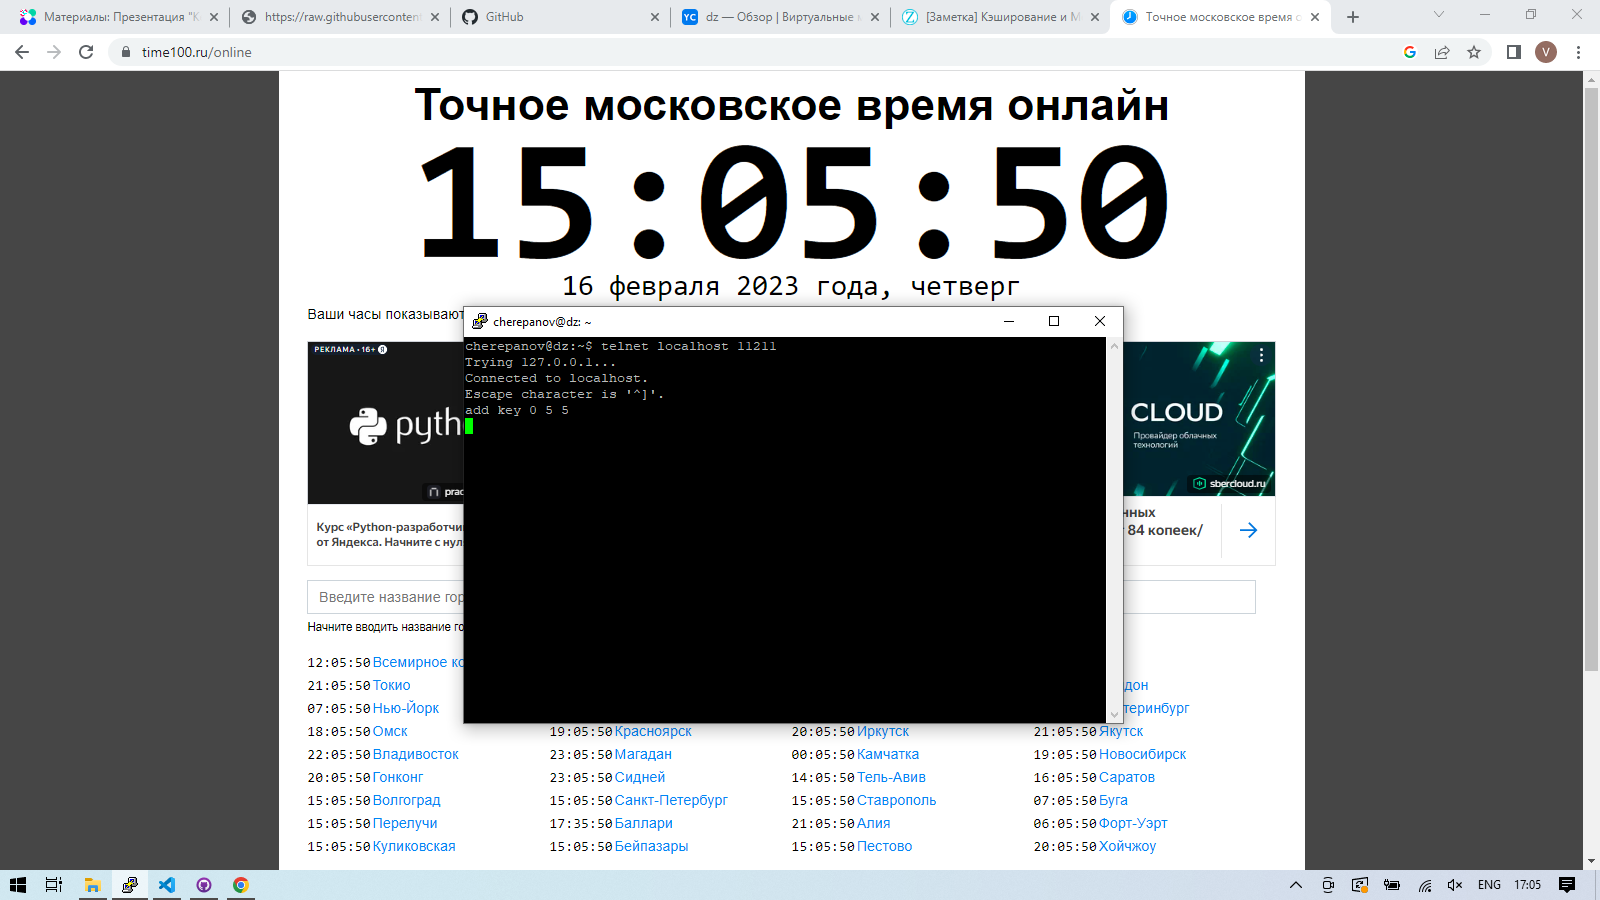 Материалы: Презентация "К
https://raw.githubusercontent
GitHub
dz — Обзор | Виртуальные
[Заметка] Кэширование и М
Точное московское время о
time100.ru/online
V
Точное московское время онлайн
15:05:50
16 февраля 2023 года, четверг
Ваши часы показывают
cherepanov@dz: ~
cherepanov@dz:~$ telnet localhost 11211
Trying 127.0.0.1...
Connected to localhost.
Escape character is '^]'.
add key 0 5 5
РЕКЛАМА • 16+
pyth
prac
Курс «Python-разработчи
от Яндекса. Начните с нул
CLOUD
Провайдер облачных
технологий
sbercloud.ru
нных
84 копеек/
Введите название гор
Начните вводить название го
12:05:50 Всемирное ко
21:05:50 Токио дон
07:05:50 Нью-Йорк теринбург
18:05:50 Омск 19:05:50 Красноярск 20:05:50 Иркутск 21:05:50 Якутск
22:05:50 Владивосток 23:05:50 Магадан 00:05:50 Камчатка 19:05:50 Новосибирск
20:05:50 Гонконг 23:05:50 Сидней 14:05:50 Тель-Авив 16:05:50 Саратов
15:05:50 Волгоград 15:05:50 Санкт-Петербург 15:05:50 Ставрополь 07:05:50 Буга
15:05:50 Перелучи 17:35:50 Баллари 21:05:50 Алия 06:05:50 Форт-Уэрт
15:05:50 Куликовская 15:05:50 Бейпазары 15:05:50 Пестово 20:05:50 Хойчжоу
ENG 17:05